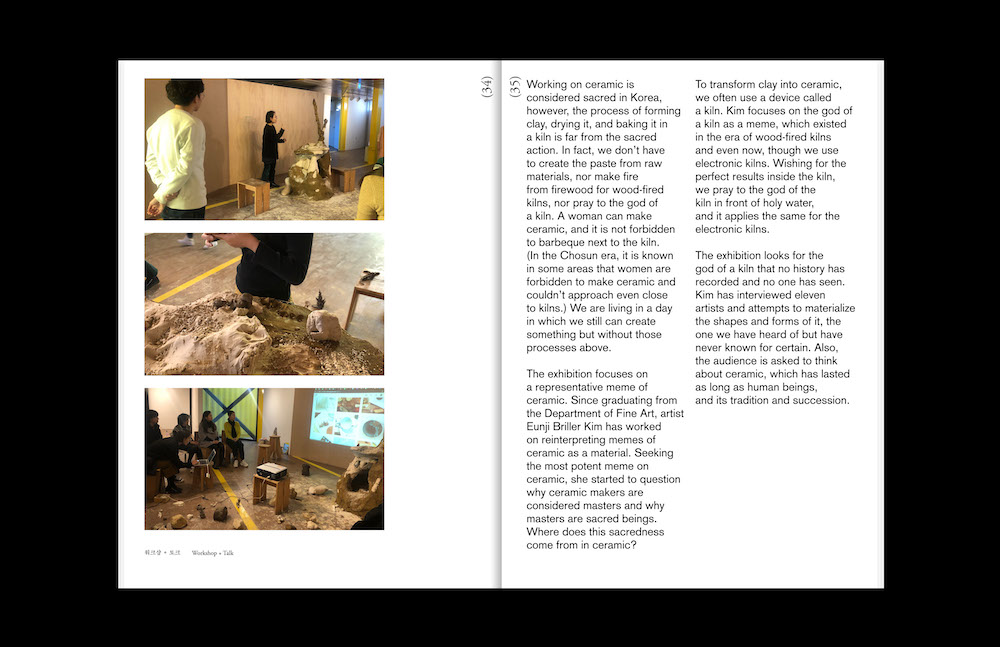 워크샵 + 토크 Workshop + Talk
(34)
(35)
Working on ceramic is
considered sacred in Korea,
however, the process of forming
clay, drying it, and baking it in
a kiln is far from the sacred
action. In fact, we don’t have
to create the paste from raw
materials, nor make fire
from firewood for wood-fired
kilns, nor pray to the god of
a kiln. A woman can make
ceramic, and it is not forbidden
to barbeque next to the kiln.
(In the Chosun era, it is known
in some areas that women are
forbidden to make ceramic and
couldn’t approach even close
to kilns.) We are living in a day
in which we still can create
something but without those
processes above.
The exhibition focuses on
a representative meme of
ceramic. Since graduating from
the Department of Fine Art, artist
Eunji Briller Kim has worked
on reinterpreting memes of
ceramic as a material. Seeking
the most potent meme on
ceramic, she started to question
why ceramic makers are
considered masters and why
masters are sacred beings.
Where does this sacredness
come from in ceramic?
To transform clay into ceramic,
we often use a device called
a kiln. Kim focuses on the god of
a kiln as a meme, which existed
in the era of wood-fired kilns
and even now, though we use
electronic kilns. Wishing for the
perfect results inside the kiln,
we pray to the god of the
kiln in front of holy water,
and it applies the same for the
electronic kilns.
The exhibition looks for the
god of a kiln that no history has
recorded and no one has seen.
Kim has interviewed eleven
artists and attempts to materialize
the shapes and forms of it, the
one we have heard of but have
never known for certain. Also,
the audience is asked to think
about ceramic, which has lasted
as long as human beings,
and its tradition and succession.